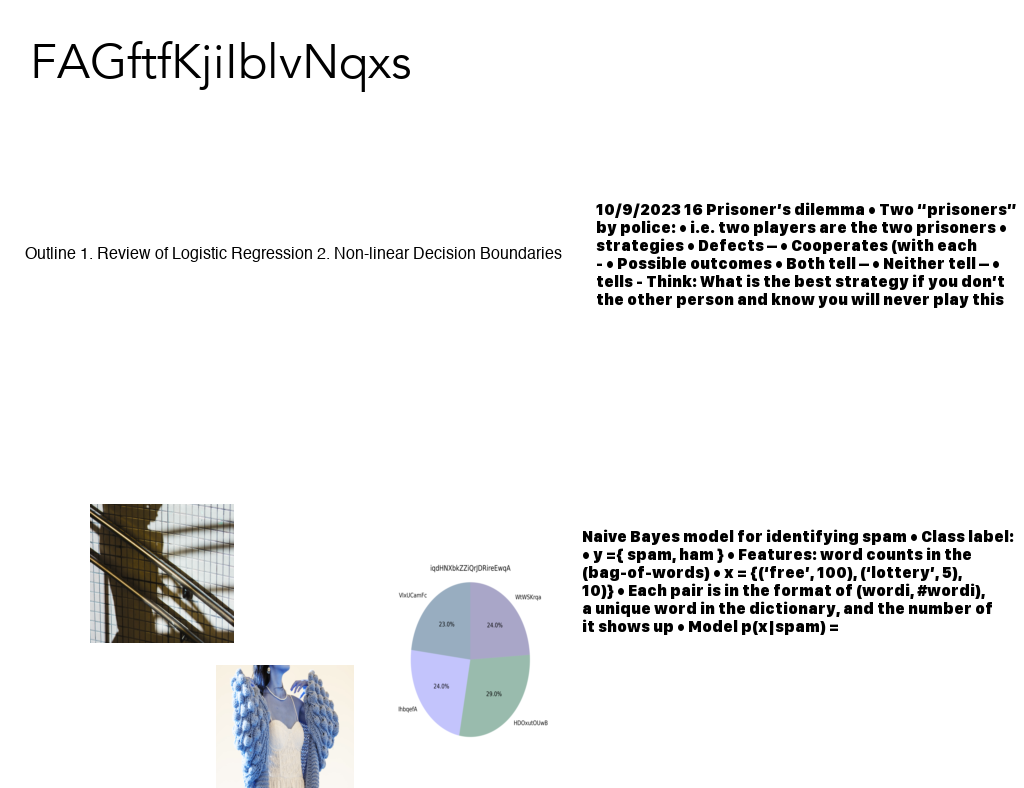 FAGftfKjiIblvNqxs
10/9/2023 16 Prisoner’s dilemma • Two “prisoners”
by police: • i.e. two players are the two prisoners •
strategies • Defects – • Cooperates (with each
- • Possible outcomes • Both tell – • Neither tell – •
tells - Think: What is the best strategy if you don’t
the other person and know you will never play this
Outline 1. Review of Logistic Regression 2. Non-linear Decision Boundaries
Naive Bayes model for identifying spam • Class label:
• y ={ spam, ham } • Features: word counts in the
(bag-of-words) • x = {(‘free’, 100), (‘lottery’, 5),
10)} • Each pair is in the format of (wordi, #wordi),
a unique word in the dictionary, and the number of
it shows up • Model p(x|spam) =
iqdHNXbkZZiQrJDRireEwqA
WtWSKrqa
23.0%
24.0%
24.0%
29.0%
IhbqefA
HDOxutOUwB